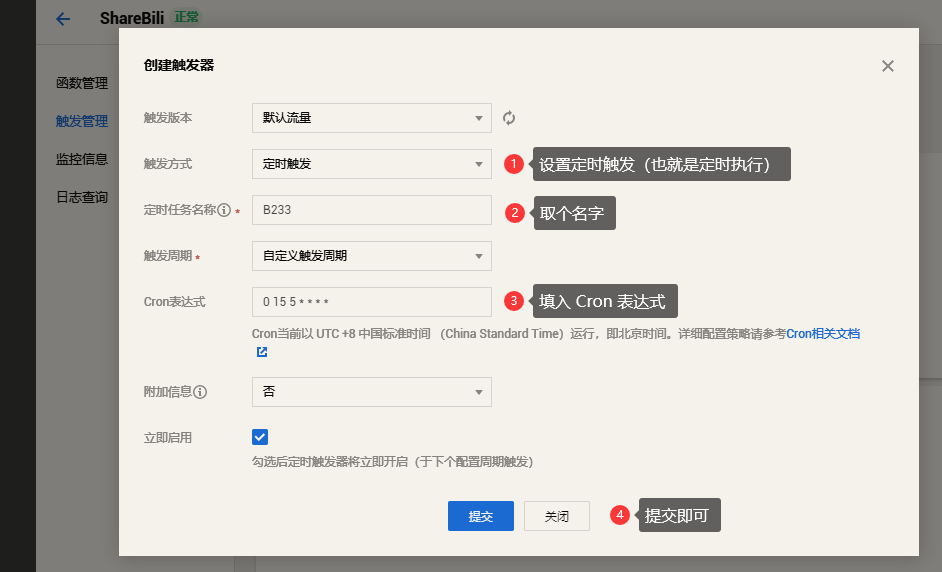 ShareBili 正常
创建触发器
函数管理
触发管理
监控信息
日志查询
触发版本 默认流量
触发方式 定时触发 1 设置定时触发（也就是定时执行）
定时任务名称 * B233 2 取个名字
触发周期 * 自定义触发周期
Cron表达式 0 15 5 * * * * 3 填入 Cron 表达式
Cron当前以 UTC +8 中国标准时间 （China Standard Time）运行，即北京时间。详细配置策略请参考Cron相关文档
附加信息 否
立即启用
勾选后定时触发器将立即开启（于下个配置周期触发）
提交 关闭 4 提交即可